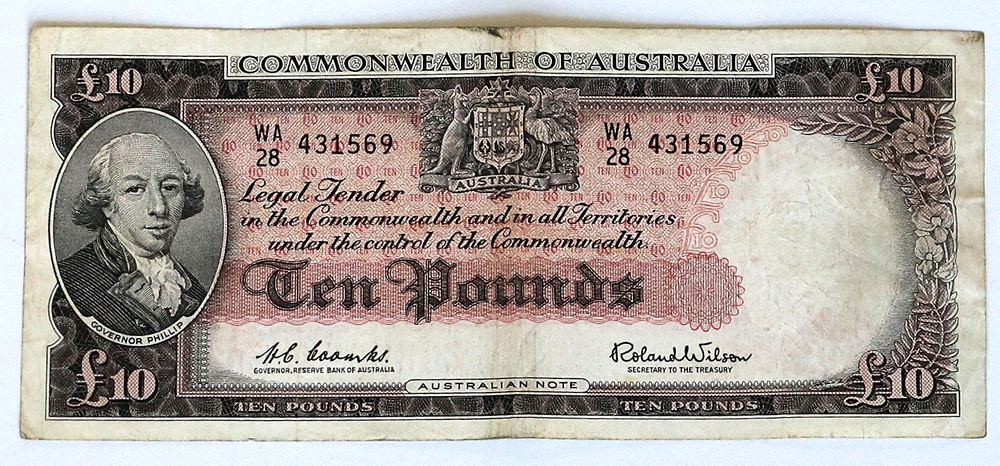 COMMONWEALTH OF AUSTRALIA
£10 £10
WA 28 431569 WA 28 431569
AUSTRALIA
Legal Tender
in the Commonwealth and in all Territories
under the control of the Commonwealth.
Ten Pounds
GOVERNOR PHILLIP
H.C. Coombs. Roland Wilson
GOVERNOR, RESERVE BANK OF AUSTRALIA SECRETARY TO THE TREASURY
£10 AUSTRALIAN NOTE £10
TEN POUNDS TEN POUNDS